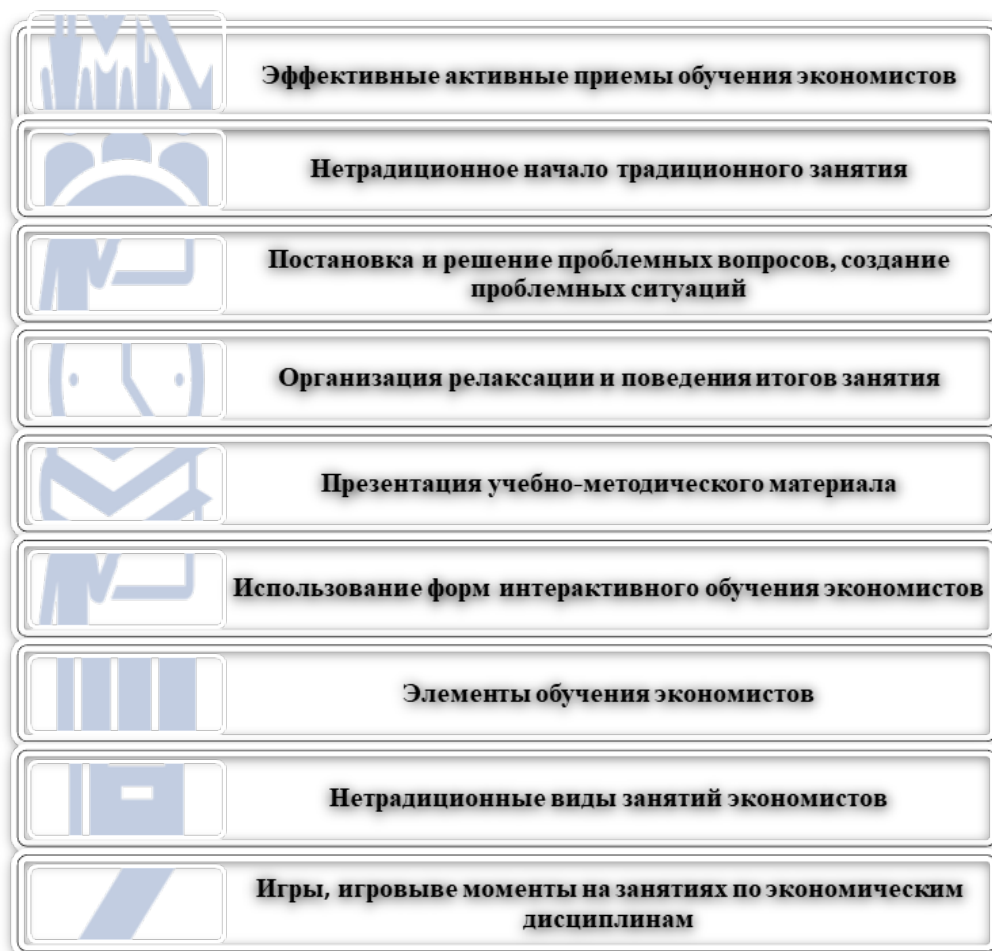 Эффективные активные приемы обучения экономистов
Нетрадиционное начало традиционного занятия
Постановка и решение проблемных вопросов, создание
проблемных ситуаций
Организация релаксации и поведения итогов занятия
Презентация учебно-методического материала
Использование форм интерактивного обучения экономистов
Элементы обучения экономистов
Нетрадиционные виды занятий экономистов
Игры, игровыве моменты на занятиях по экономическим
дисциплинам